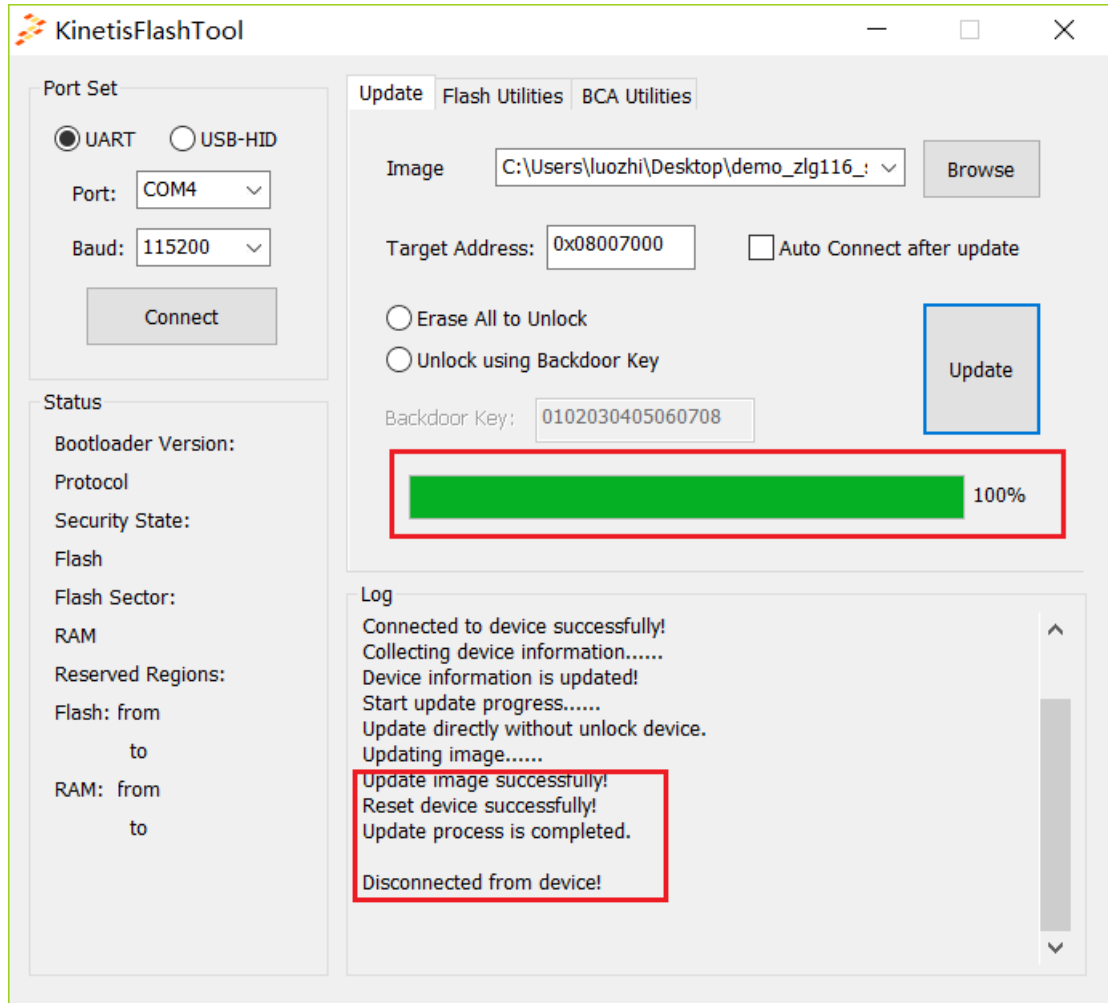 KinetisFlashTool
Port Set
UART USB-HID
Port: COM4
Baud: 115200
Connect
Status
Bootloader Version:
Protocol
Security State:
Flash
Flash Sector:
RAM
Reserved Regions:
Flash: from
to
RAM: from
to
Update Flash Utilities BCA Utilities
Image C:\Users\luozhi\Desktop\demo_zlg116_ Browse
Target Address: 0x08007000 Auto Connect after update
Erase All to Unlock
Unlock using Backdoor Key
Update
Backdoor Key: 0102030405060708
100%
Log
Connected to device successfully!
Collecting device information......
Device information is updated!
Start update progress......
Update directly without unlock device.
Updating image......
Update image successfully!
Reset device successfully!
Update process is completed.
Disconnected from device!